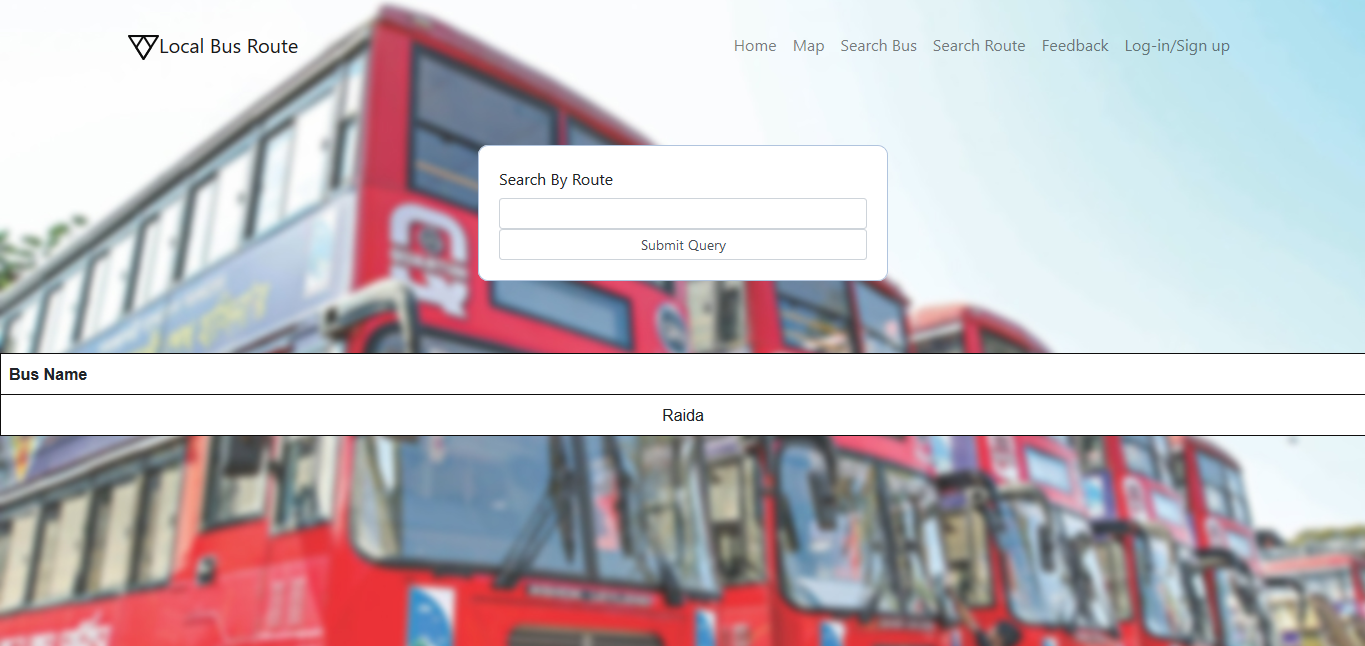 Local Bus Route
Home Map Search Bus Search Route Feedback Log-in/Sign up
Search By Route
Submit Query
Bus Name
Raida